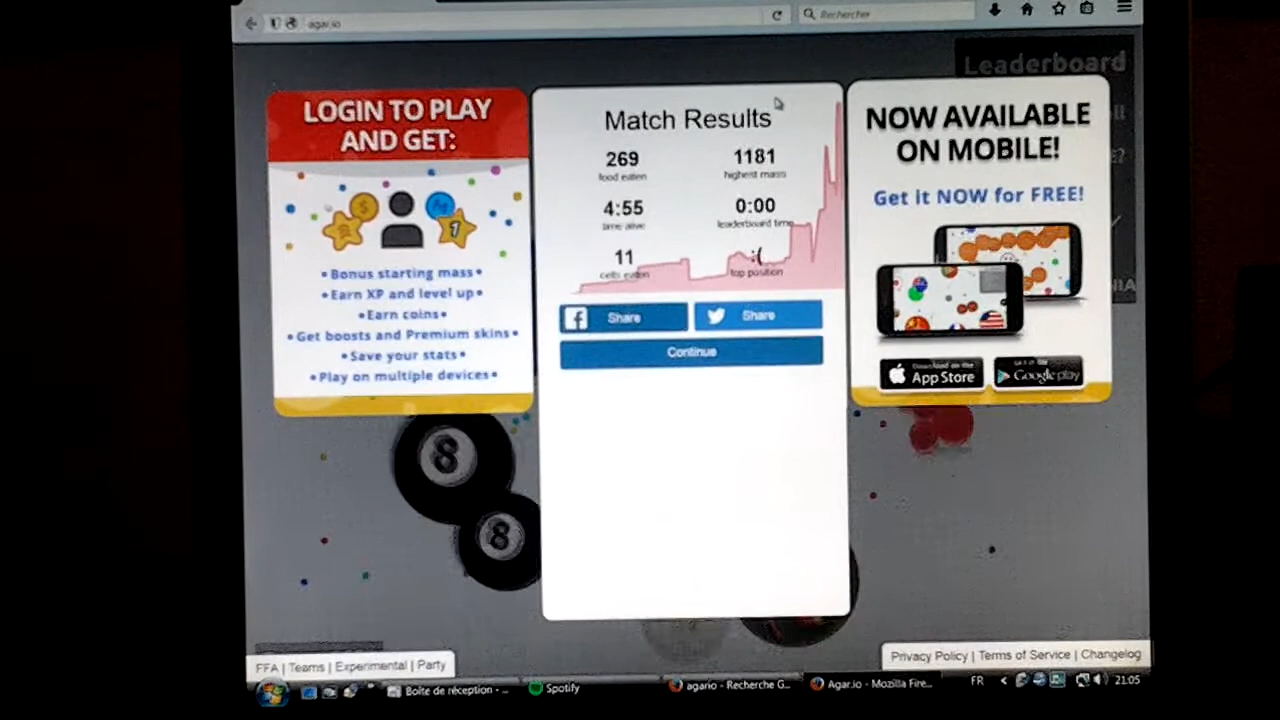 agar.io
Rechercher
Leaderboard
LOGIN TO PLAY
AND GET:
1
•Bonus starting mass•
•Earn XP and level up•
•Earn coins•
•Get boosts and Premium skins•
•Save your stats•
•Play on multiple devices•
Match Results
269
food eaten
1181
highest mass
4:55
time alive
0:00
leaderboard time
11
cells eaten
:(
top position
f Share
Share
Continue
NOW AVAILABLE
ON MOBILE!
Get it NOW for FREE!
Download on the
App Store
Google play
8
8
FFA | Teams | Experimental | Party
Privacy Policy | Terms of Service | Changelog
Boîte de réception - ...
Spotify
agario - Recherche G...
Agar.io - Mozilla Fire...
FR
21:05